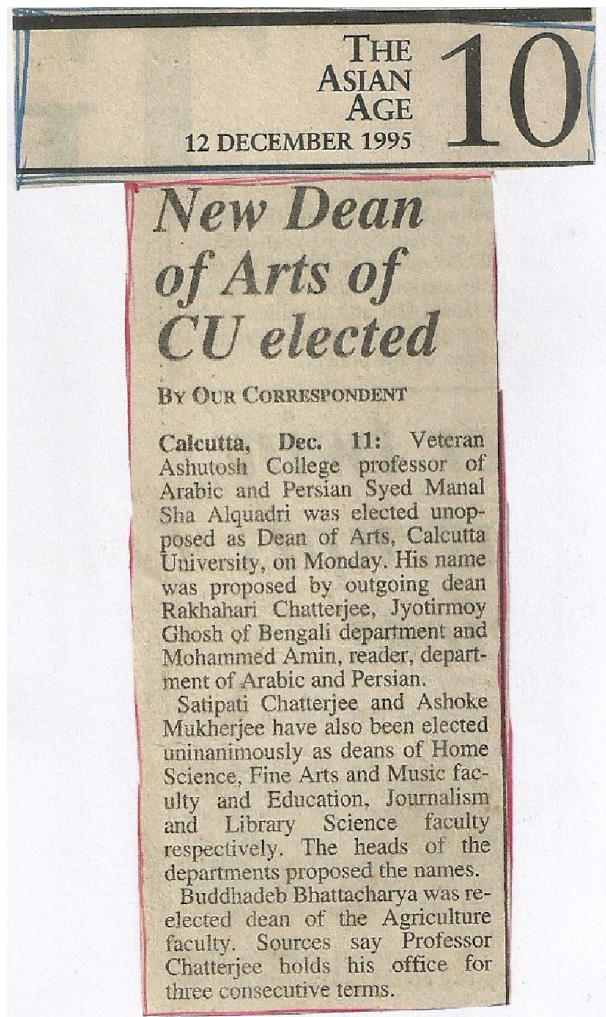 THE
ASIAN
AGE
12 DECEMBER 1995
10
New Dean
of Arts of
CU elected
BY OUR CORRESPONDENT
Calcutta, Dec. 11: Veteran
Ashutosh College professor of
Arabic and Persian Syed Manal
Sha Alquadri was elected unop-
posed as Dean of Arts, Calcutta
University, on Monday. His name
was proposed by outgoing dean
Rakhahari Chatterjee, Jyotirmoy
Ghosh of Bengali department and
Mohammed Amin, reader, depart-
ment of Arabic and Persian.
Satipati Chatterjee and Ashoke
Mukherjee have also been elected
uninanimously as deans of Home
Science, Fine Arts and Music fac-
ulty and Education, Journalism
and Library Science faculty
respectively. The heads of the
departments proposed the names.
Buddhadeb Bhattacharya was re-
elected dean of the Agriculture
faculty. Sources say Professor
Chatterjee holds his office for
three consecutive terms.